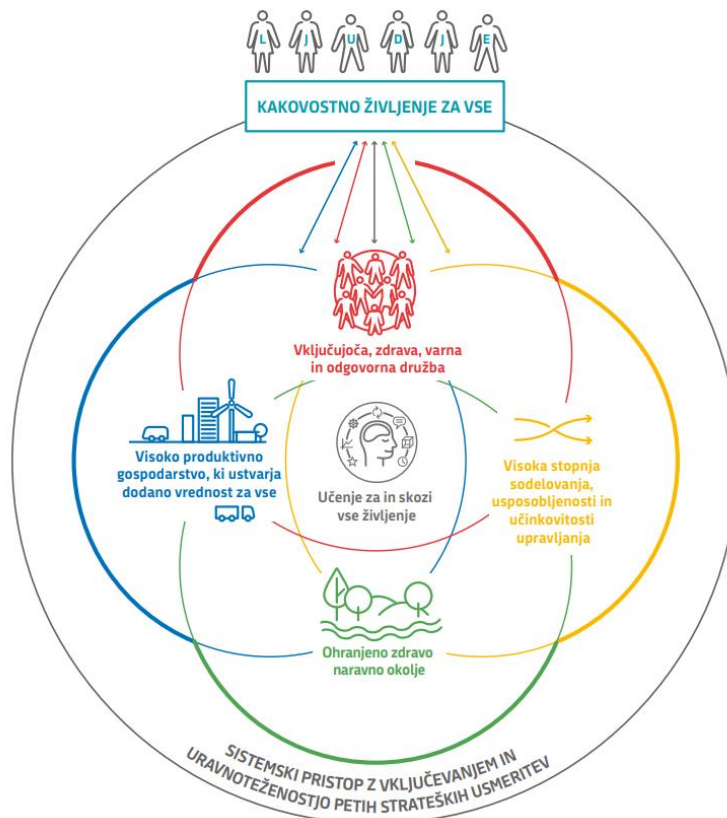 L J U D J E
KAKOVOSTNO ŽIVLJENJE ZA VSE
Vključujoča, zdrava, varna
in odgovorna družba
Visoko produktivno
gospodarstvo, ki ustvarja
dodano vrednost za vse
Učenje za in skozi
vse življenje
Visoka stopnja
sodelovanja,
usposobljenosti in
učinkovitosti
upravljanja
Ohranjeno zdravo
naravno okolje
SISTEMSKI PRISTOP Z VKLJUČEVANJEM IN
URAVNOTEŽENOSTJO PETIH STRATEŠKIH USMERITEV